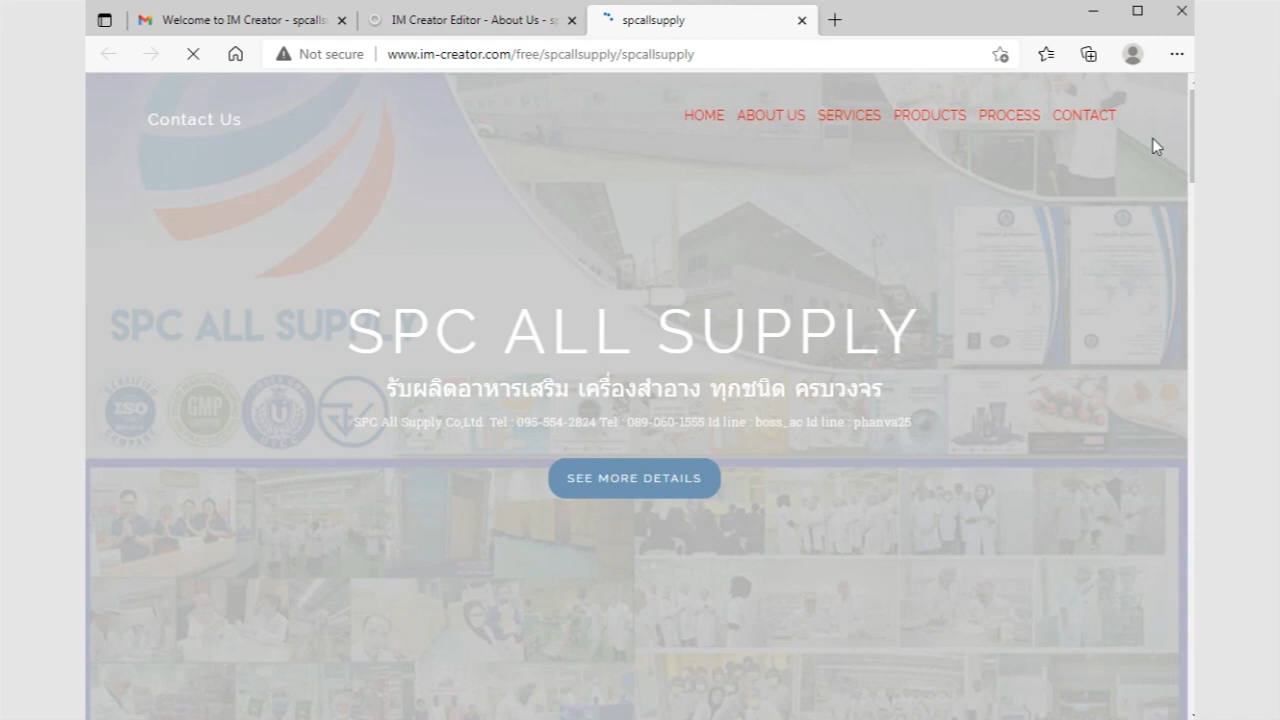 Welcome to IM Creator - spcalls
IM Creator Editor - About Us - sp
spcallsupply
Not secure
www.im-creator.com/free/spcallsupply/spcallsupply
Contact Us
HOME ABOUT US SERVICES PRODUCTS PROCESS CONTACT
SPC ALL SUPPLY
SPC ALL SUPPLY
รับผลิตอาหารเสริม เครื่องสำอาง ทุกชนิด ครบวงจร
ISO
GMP
SPC All Supply Co,Ltd. Tel : 095-554-2824 Tel : 089-060-1555 Id line : boss_ac Id line : phanva25
SEE MORE DETAILS